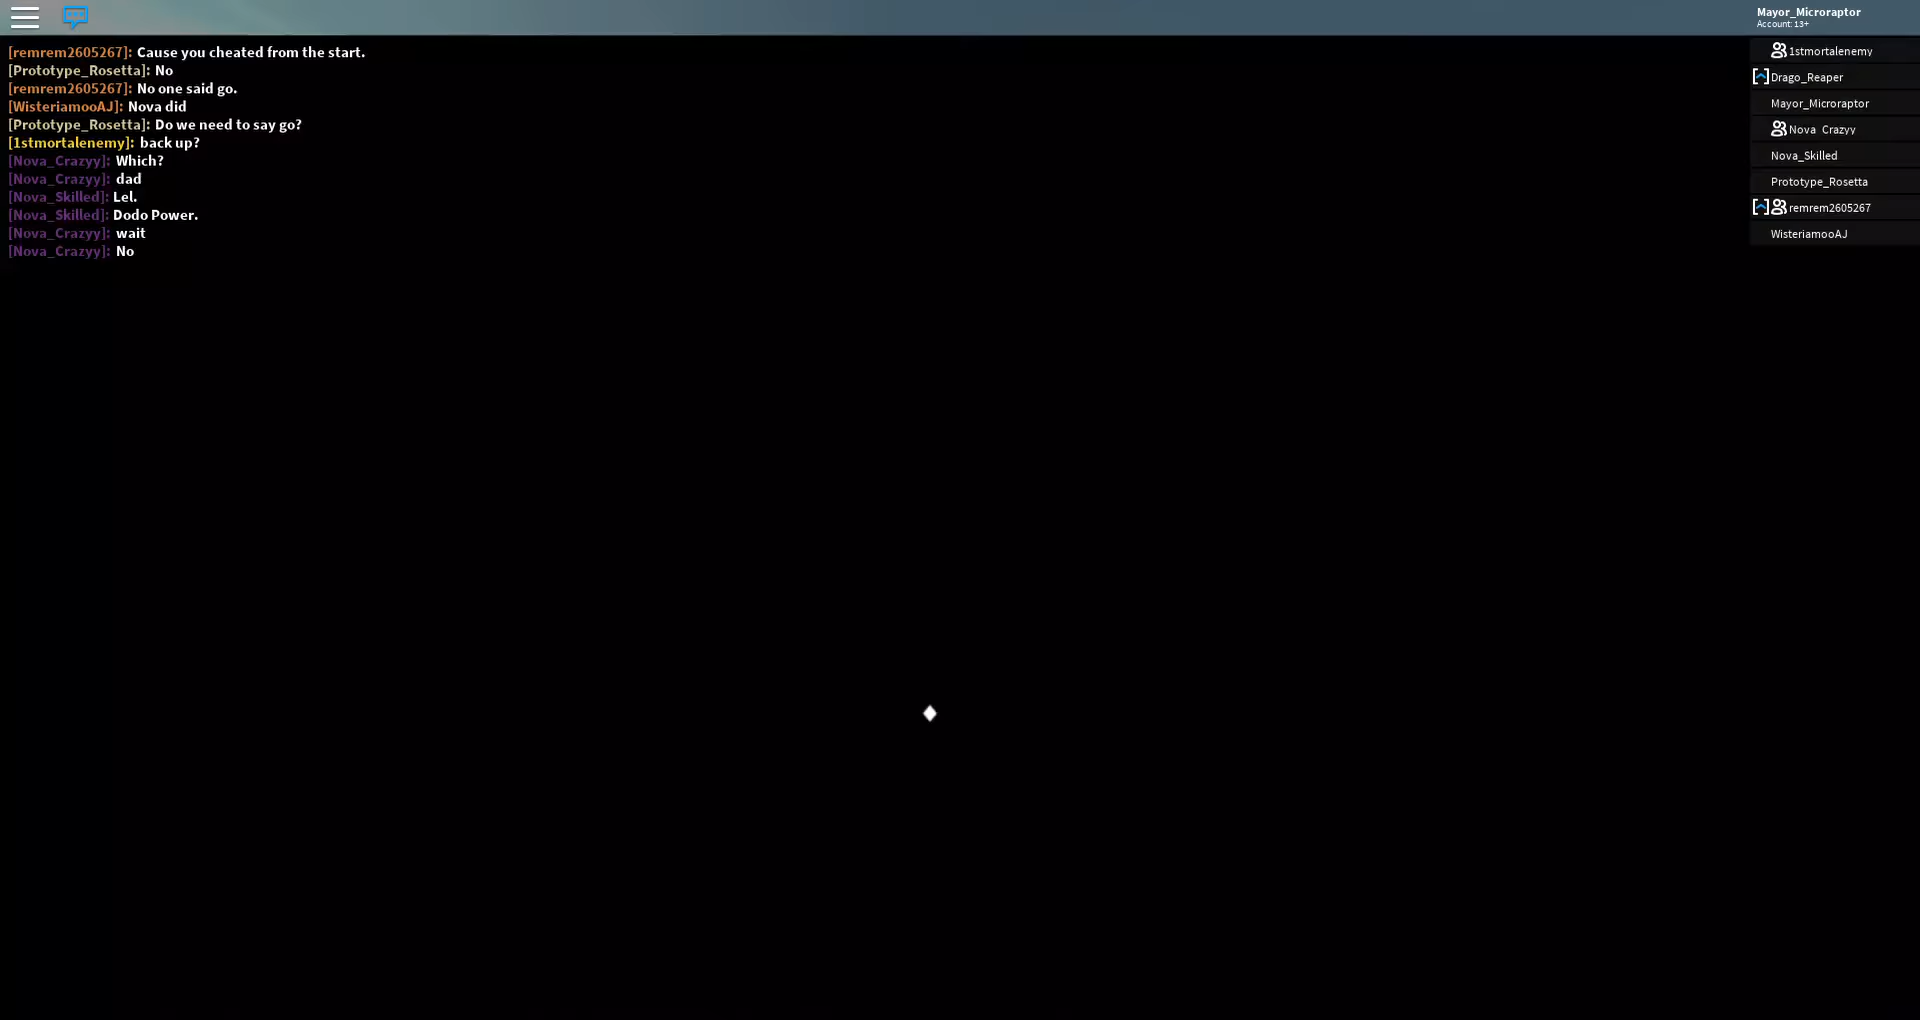 Mayor_Microraptor
Account: 13+
[remrem2605267]: Cause you cheated from the start.
[Prototype_Rosetta]: No
[remrem2605267]: No one said go.
[WisteriamooAJ]: Nova did
[Prototype_Rosetta]: Do we need to say go?
[1stmortalenemy]: back up?
[Nova_Crazyy]: Which?
[Nova_Crazyy]: dad
[Nova_Skilled]: Lel.
[Nova_Skilled]: Dodo Power.
[Nova_Crazyy]: wait
[Nova_Crazyy]: No
1stmortalenemy
Drago_Reaper
Mayor_Microraptor
Nova_Crazyy
Nova_Skilled
Prototype_Rosetta
remrem2605267
WisteriamooAJ